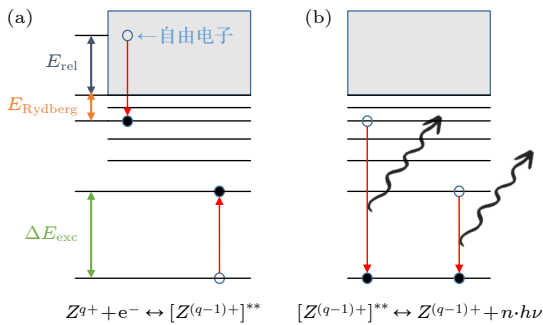 (a)
←自由电子
E_rel
E_Rydberg
ΔE_exc
Z^{q+} + e^− ↔ [Z^{(q−1)+}]^{**}
(b)
[Z^{(q−1)+}]^{**} ↔ Z^{(q−1)+} + n·hν